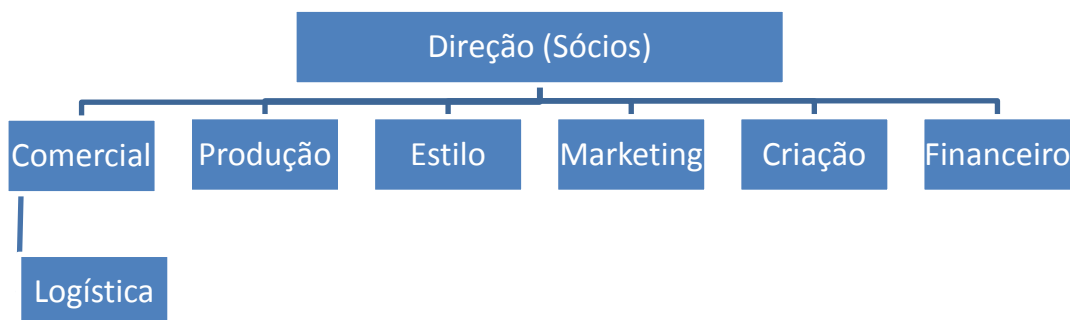 Direção (Sócios)
Comercial
Produção
Estilo
Marketing
Criação
Financeiro
Logística